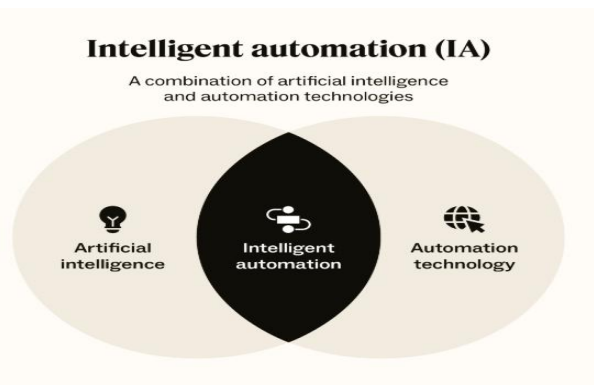 Intelligent automation (IA)
A combination of artificial intelligence
and automation technologies
Artificial
intelligence
Intelligent
automation
Automation
technology